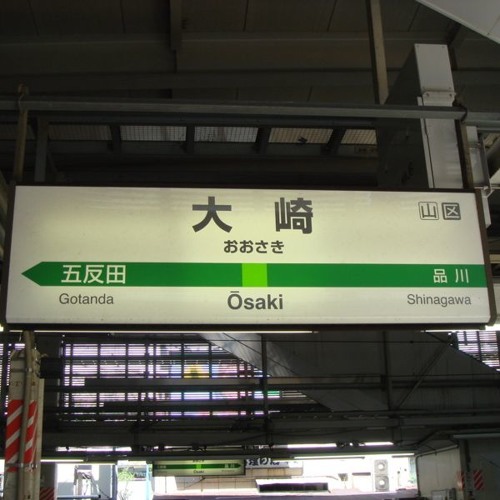 大崎
山区
おおさき
五反田
品川
Gotanda
Ōsaki
Shinagawa